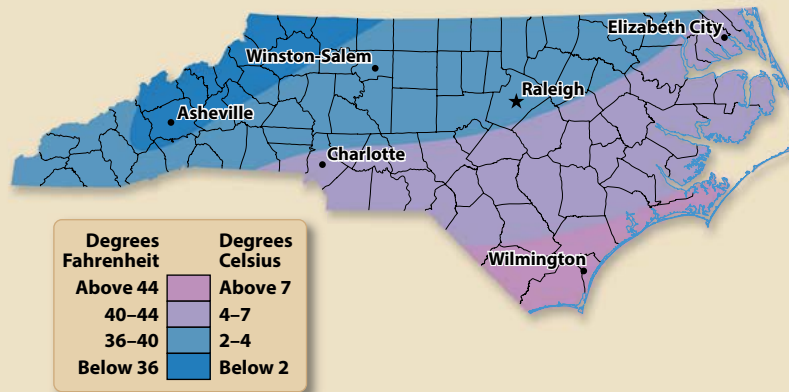 Elizabeth City
Winston-Salem
Raleigh
Asheville
Charlotte
Wilmington
Degrees Fahrenheit Degrees Celsius
Above 44 Above 7
40–44 4–7
36–40 2–4
Below 36 Below 2